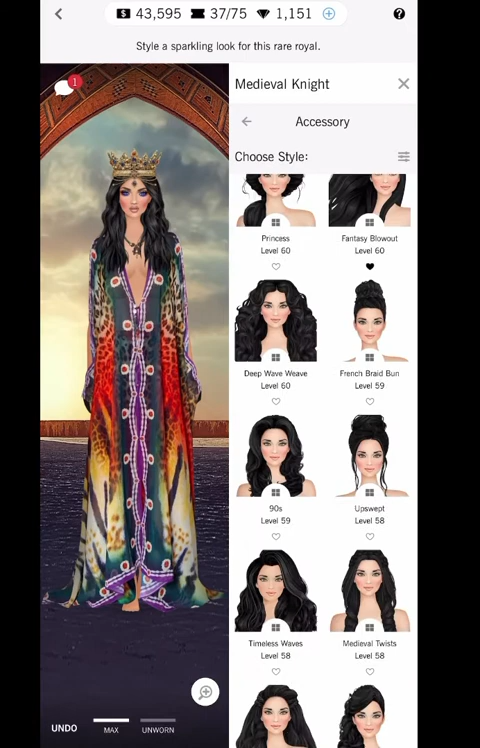 43,595 37/75 1,151
Style a sparkling look for this rare royal.
1
Medieval Knight
Accessory
Choose Style:
Princess
Level 60
Fantasy Blowout
Level 60
Deep Wave Weave
Level 60
French Braid Bun
Level 59
90s
Level 59
Upswept
Level 58
Timeless Waves
Level 58
Medieval Twists
Level 58
UNDO
MAX
UNWORN